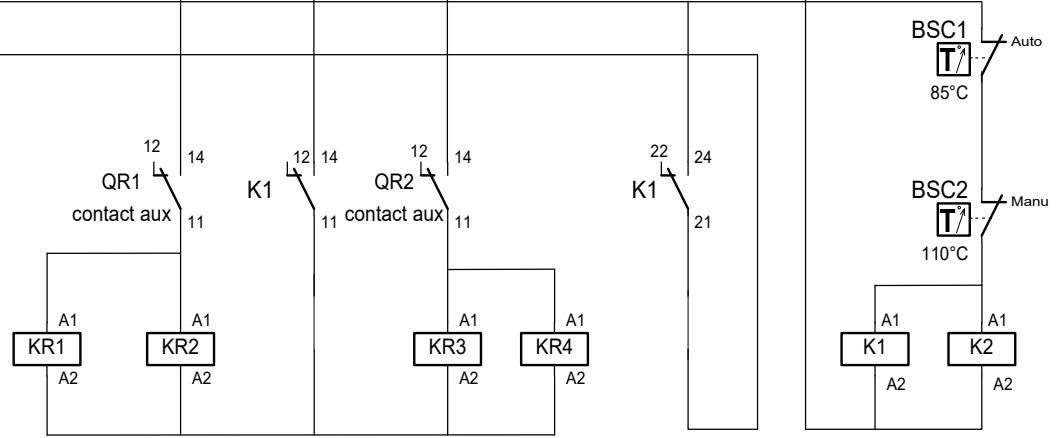 BSC1
Auto
T°
85°C
12
14
12
14
12
14
22
24
QR1
contact aux
11
K1
11
QR2
contact aux
11
K1
21
BSC2
Manu
T°
110°C
A1
KR1
A2
A1
KR2
A2
A1
KR3
A2
A1
KR4
A2
A1
K1
A2
A1
K2
A2